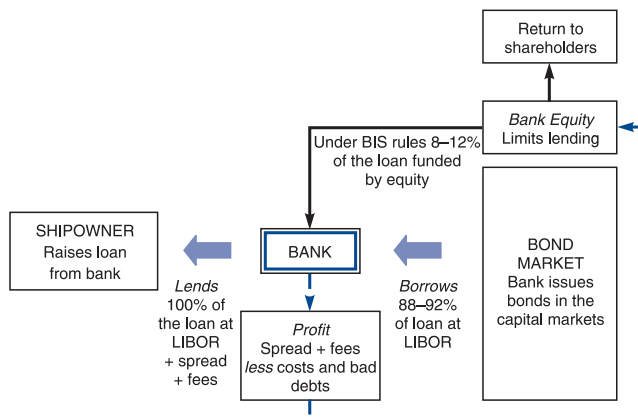 Return to
shareholders
Bank Equity
Limits lending
Under BIS rules 8–12%
of the loan funded
by equity
SHIPOWNER
Raises loan
from bank
BANK
BOND
MARKET
Bank issues
bonds in the
capital markets
Lends
100% of
the loan at
LIBOR
+ spread
+ fees
Borrows
88–92%
of loan at
LIBOR
Profit
Spread + fees
less costs and bad
debts